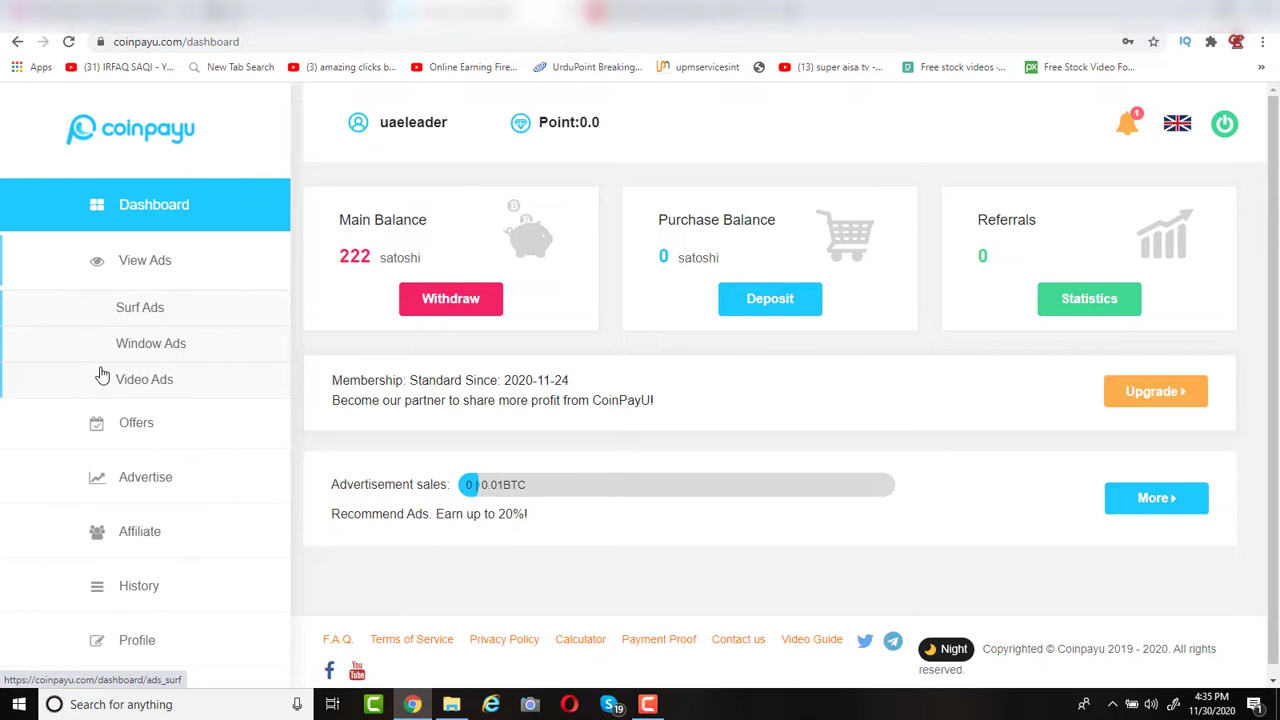 coinpayu.com/dashboard
Apps
(31) IRFAQ SAQI - Y...
New Tab Search
(3) amazing clicks b...
Online Earning Fire...
UrduPoint Breaking...
upmservicesint
(13) super aisa tv -...
Free stock videos ·...
Free Stock Video Fo...
coinpayu
uaeleader
Point:0.0
1
Dashboard
View Ads
Surf Ads
Window Ads
Video Ads
Offers
Advertise
Affiliate
History
Profile
Main Balance
222 satoshi
Withdraw
Purchase Balance
0 satoshi
Deposit
Referrals
0
Statistics
Membership: Standard Since: 2020-11-24
Become our partner to share more profit from CoinPayU!
Upgrade
Advertisement sales:
0 / 0.01BTC
Recommend Ads. Earn up to 20%!
More
F.A.Q.
Terms of Service
Privacy Policy
Calculator
Payment Proof
Contact us
Video Guide
Night
Copyrighted © Coinpayu 2019 - 2020. All rights
reserved.
https://coinpayu.com/dashboard/ads_surf
Search for anything
19
4:35 PM
11/30/2020